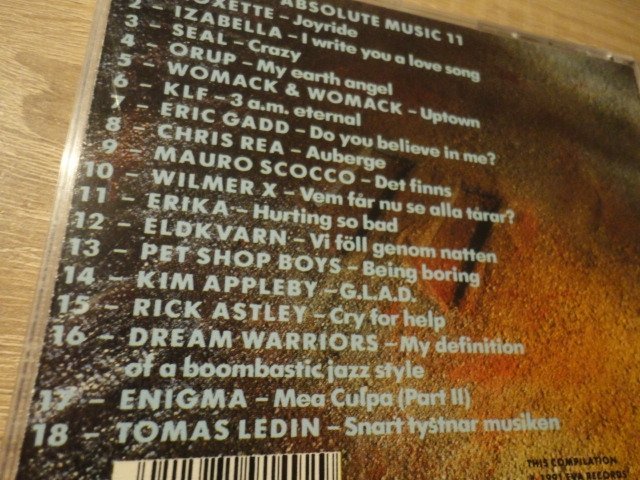 ABSOLUTE MUSIC 11
OXETTE – Joyride
2 – IZABELLA – I write you a love song
3 – SEAL – Crazy
4 – ORUP – My earth angel
5 – WOMACK & WOMACK – Uptown
6 – KLF – 3 a.m. eternal
7 – ERIC GADD – Do you believe in me?
8 – CHRIS REA – Auberge
9 – MAURO SCOCCO – Det finns
10 – WILMER X – Vem får nu se alla tårar?
11 – ERIKA – Hurting so bad
12 – ELDKVARN – Vi föll genom natten
13 – PET SHOP BOYS – Being boring
14 – KIM APPLEBY – G.L.A.D.
15 – RICK ASTLEY – Cry for help
16 – DREAM WARRIORS – My definition
of a boombastic jazz style
17 – ENIGMA – Mea Culpa (Part II)
18 – TOMAS LEDIN – Snart tystnar musiken
THIS COMPILATION
1991 EVA RECORDS